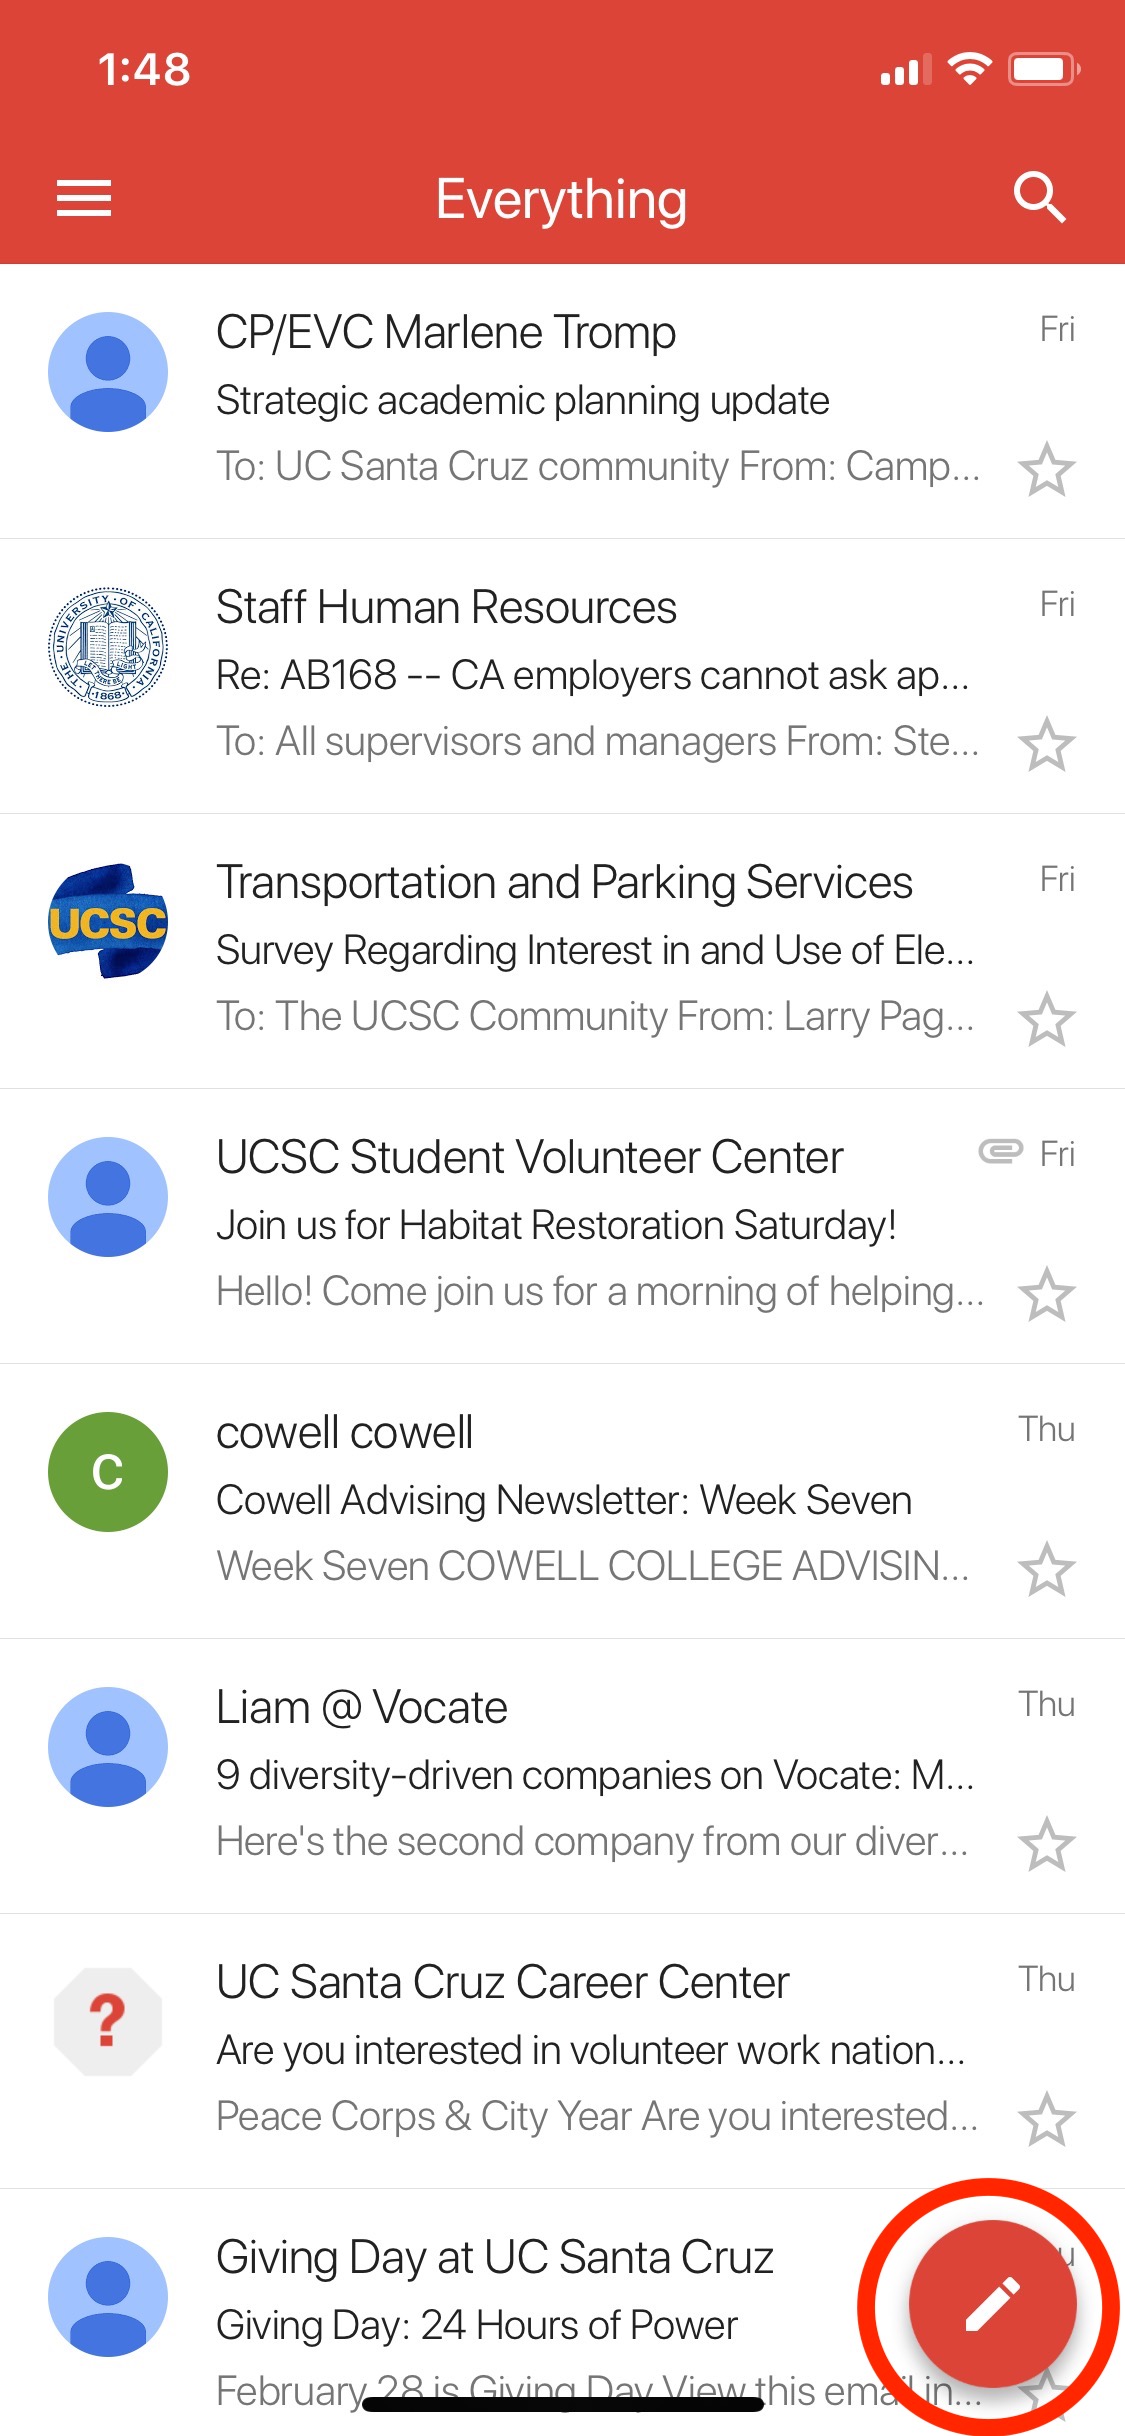 1:48
Everything
CP/EVC Marlene Tromp
Fri
Strategic academic planning update
To: UC Santa Cruz community From: Camp...
THE UNIVERSITY OF CALIFORNIA
LET THERE BE LIGHT
1868
Staff Human Resources
Fri
Re: AB168 -- CA employers cannot ask ap...
To: All supervisors and managers From: Ste...
UCSC
Transportation and Parking Services
Fri
Survey Regarding Interest in and Use of Ele...
To: The UCSC Community From: Larry Pag...
UCSC Student Volunteer Center
Fri
Join us for Habitat Restoration Saturday!
Hello! Come join us for a morning of helping...
C
cowell cowell
Thu
Cowell Advising Newsletter: Week Seven
Week Seven COWELL COLLEGE ADVISIN...
Liam @ Vocate
Thu
9 diversity-driven companies on Vocate: M...
Here's the second company from our diver...
?
UC Santa Cruz Career Center
Thu
Are you interested in volunteer work nation...
Peace Corps & City Year Are you interested...
Giving Day at UC Santa Cruz
Giving Day: 24 Hours of Power
February 28 is Giving Day View this email in...